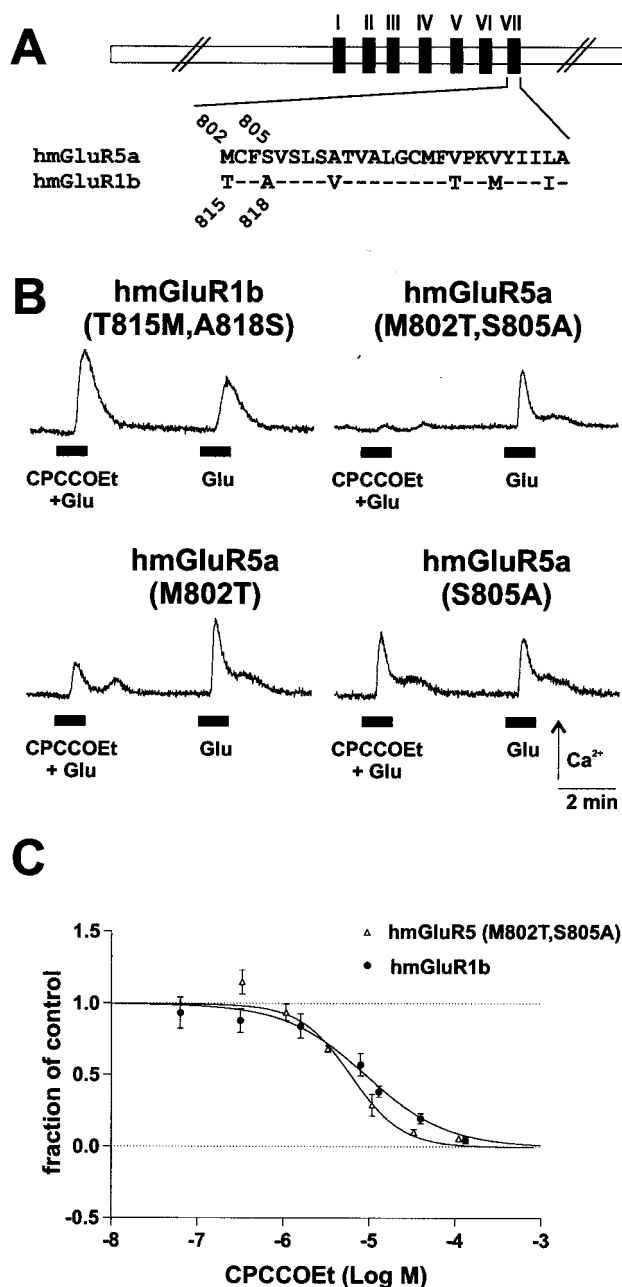 A
I II III IV V VI VII
802 805
hmGluR5a MCFSVSLSATVALGCMFVPKVYIILA
hmGluR1b T--A----V---------T--M---I-
815 818
B
hmGluR1b
(T815M,A818S)
hmGluR5a
(M802T,S805A)
CPCCOEt
+Glu
Glu
CPCCOEt
+Glu
Glu
hmGluR5a
(M802T)
hmGluR5a
(S805A)
CPCCOEt
+ Glu
Glu
CPCCOEt
+ Glu
Glu
Ca²⁺
2 min
C
hmGluR5 (M802T,S805A)
hmGluR1b
fraction of control
1.5
1.0
0.5
0.0
-0.5
-8 -7 -6 -5 -4 -3
CPCCOEt (Log M)